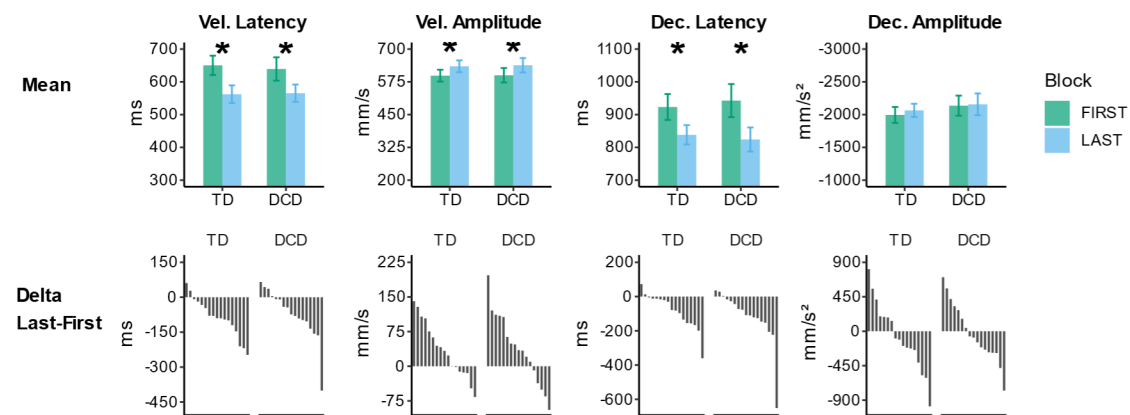 Vel. Latency Vel. Amplitude Dec. Latency Dec. Amplitude
Mean
ms
700
600
500
400
300
* *
TD DCD
mm/s
700
575
450
325
200
* *
TD DCD
ms
1100
1000
900
800
700
* *
TD DCD
mm/s²
-3000
-2500
-2000
-1500
-1000
TD DCD
Block
FIRST
LAST
Delta
Last-First
TD DCD
ms
150
0
-150
-300
-450
TD DCD
mm/s
225
150
75
0
-75
TD DCD
ms
200
0
-200
-400
-600
TD DCD
mm/s²
900
450
0
-450
-900